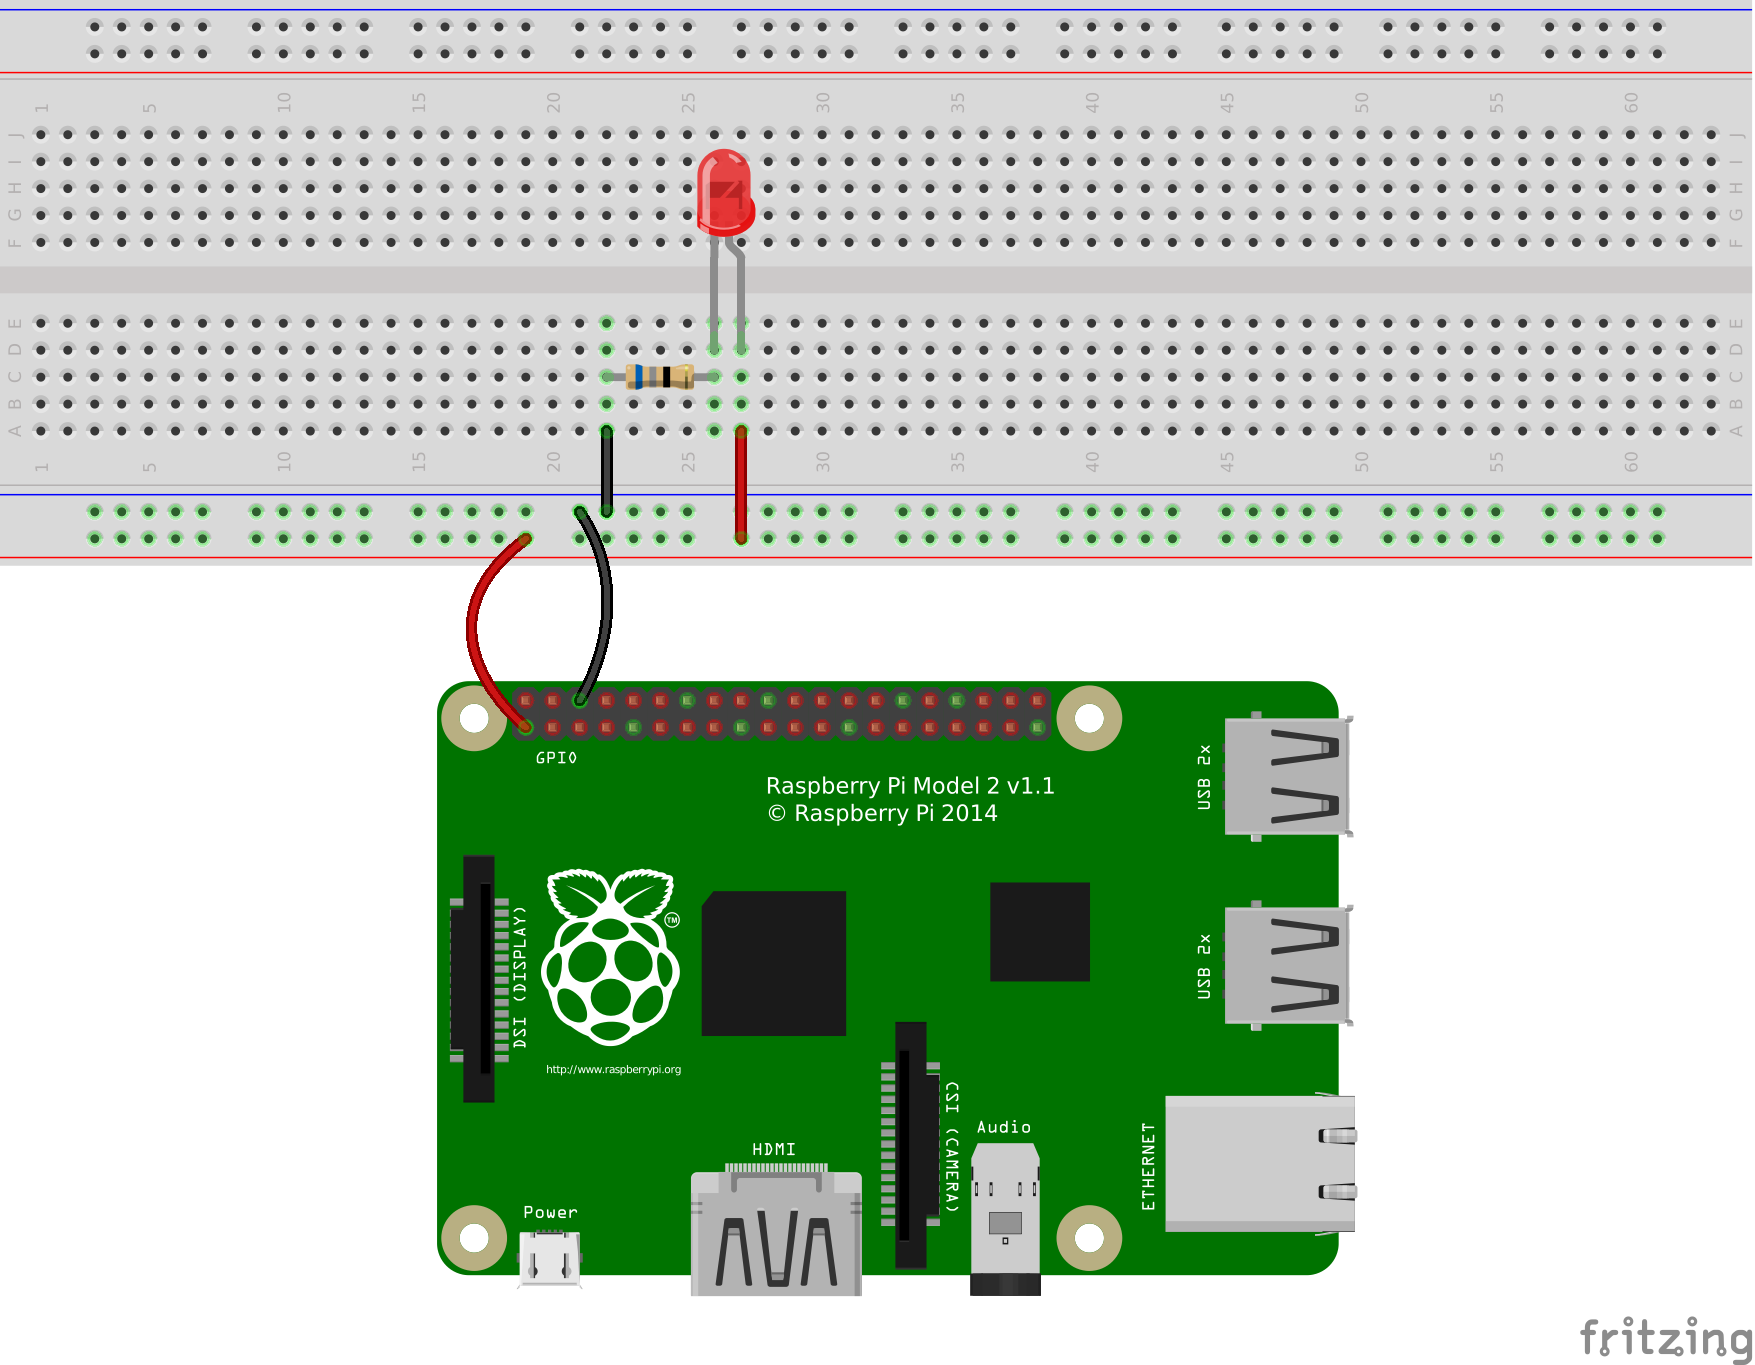 1 5 10 15 20 25 30 35 40 45 50 55 60
J J
I I
H H
G G
F F
E E
D D
C C
B B
A A
1 5 10 15 20 25 30 35 40 45 50 55 60
GPIO
Raspberry Pi Model 2 v1.1
© Raspberry Pi 2014
USB 2x
USB 2x
DSI (DISPLAY)
TM
http://www.raspberrypi.org
CSI (CAMERA)
Audio
ETHERNET
HDMI
Power
fritzing